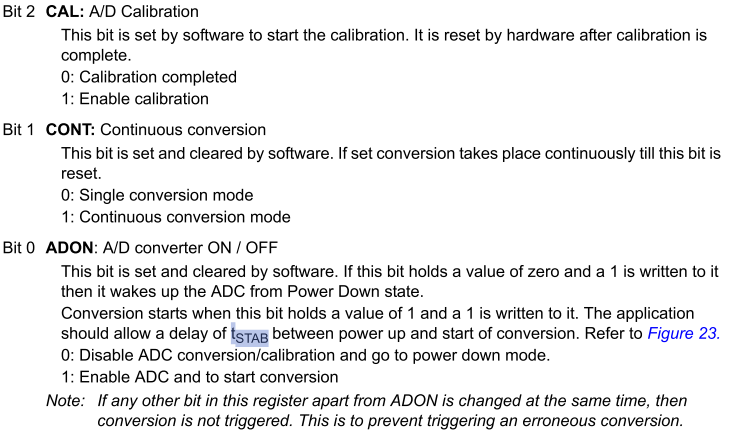 Bit 2 CAL: A/D Calibration
This bit is set by software to start the calibration. It is reset by hardware after calibration is
complete.
0: Calibration completed
1: Enable calibration
Bit 1 CONT: Continuous conversion
This bit is set and cleared by software. If set conversion takes place continuously till this bit is
reset.
0: Single conversion mode
1: Continuous conversion mode
Bit 0 ADON: A/D converter ON / OFF
This bit is set and cleared by software. If this bit holds a value of zero and a 1 is written to it
then it wakes up the ADC from Power Down state.
Conversion starts when this bit holds a value of 1 and a 1 is written to it. The application
should allow a delay of tSTAB between power up and start of conversion. Refer to Figure 23.
0: Disable ADC conversion/calibration and go to power down mode.
1: Enable ADC and to start conversion
Note: If any other bit in this register apart from ADON is changed at the same time, then
conversion is not triggered. This is to prevent triggering an erroneous conversion.